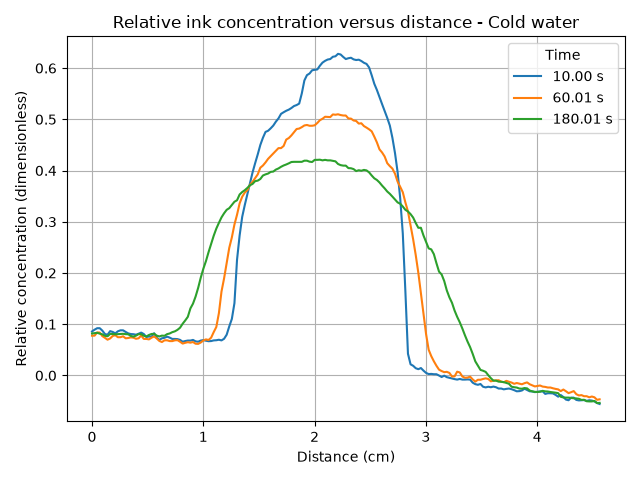 Relative ink concentration versus distance - Cold water
Time
10.00 s
60.01 s
180.01 s
Relative concentration (dimensionless)
0.6
0.5
0.4
0.3
0.2
0.1
0.0
0 1 2 3 4
Distance (cm)